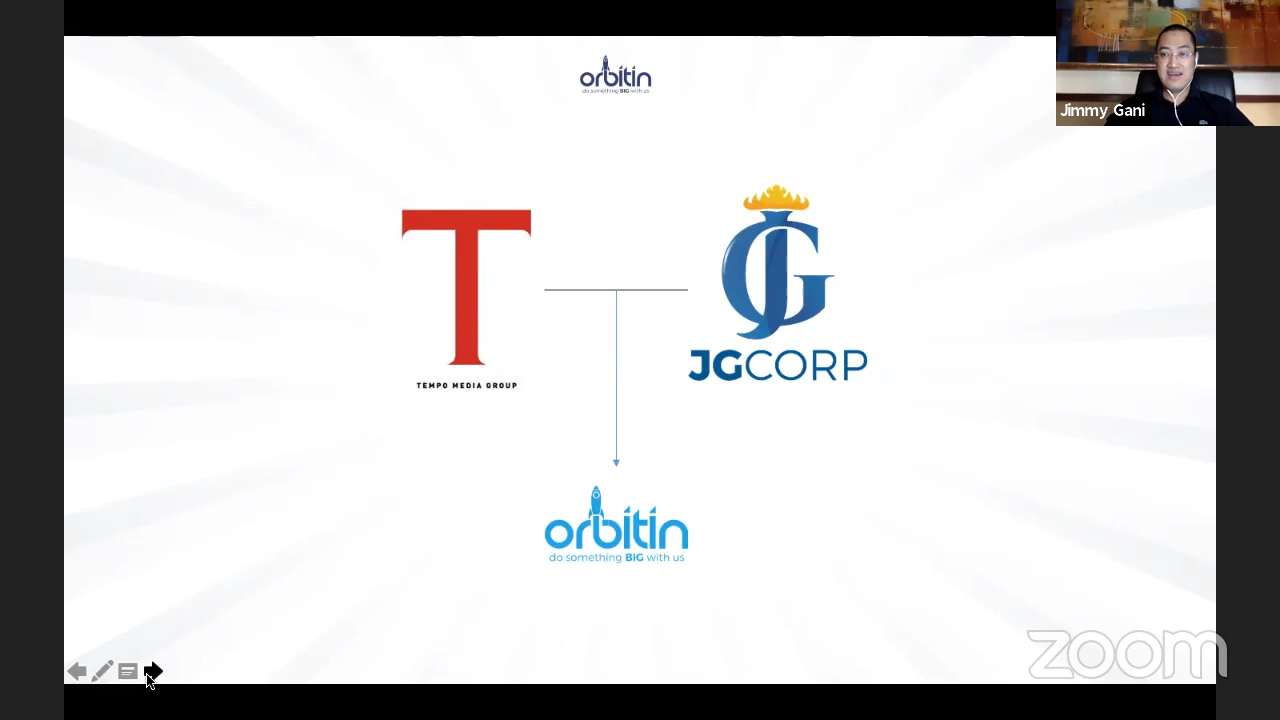 orbitin
do something BIG with us
Jimmy Gani
T
JG
TEMPO MEDIA GROUP
JGCORP
orbitin
do something BIG with us
zoom